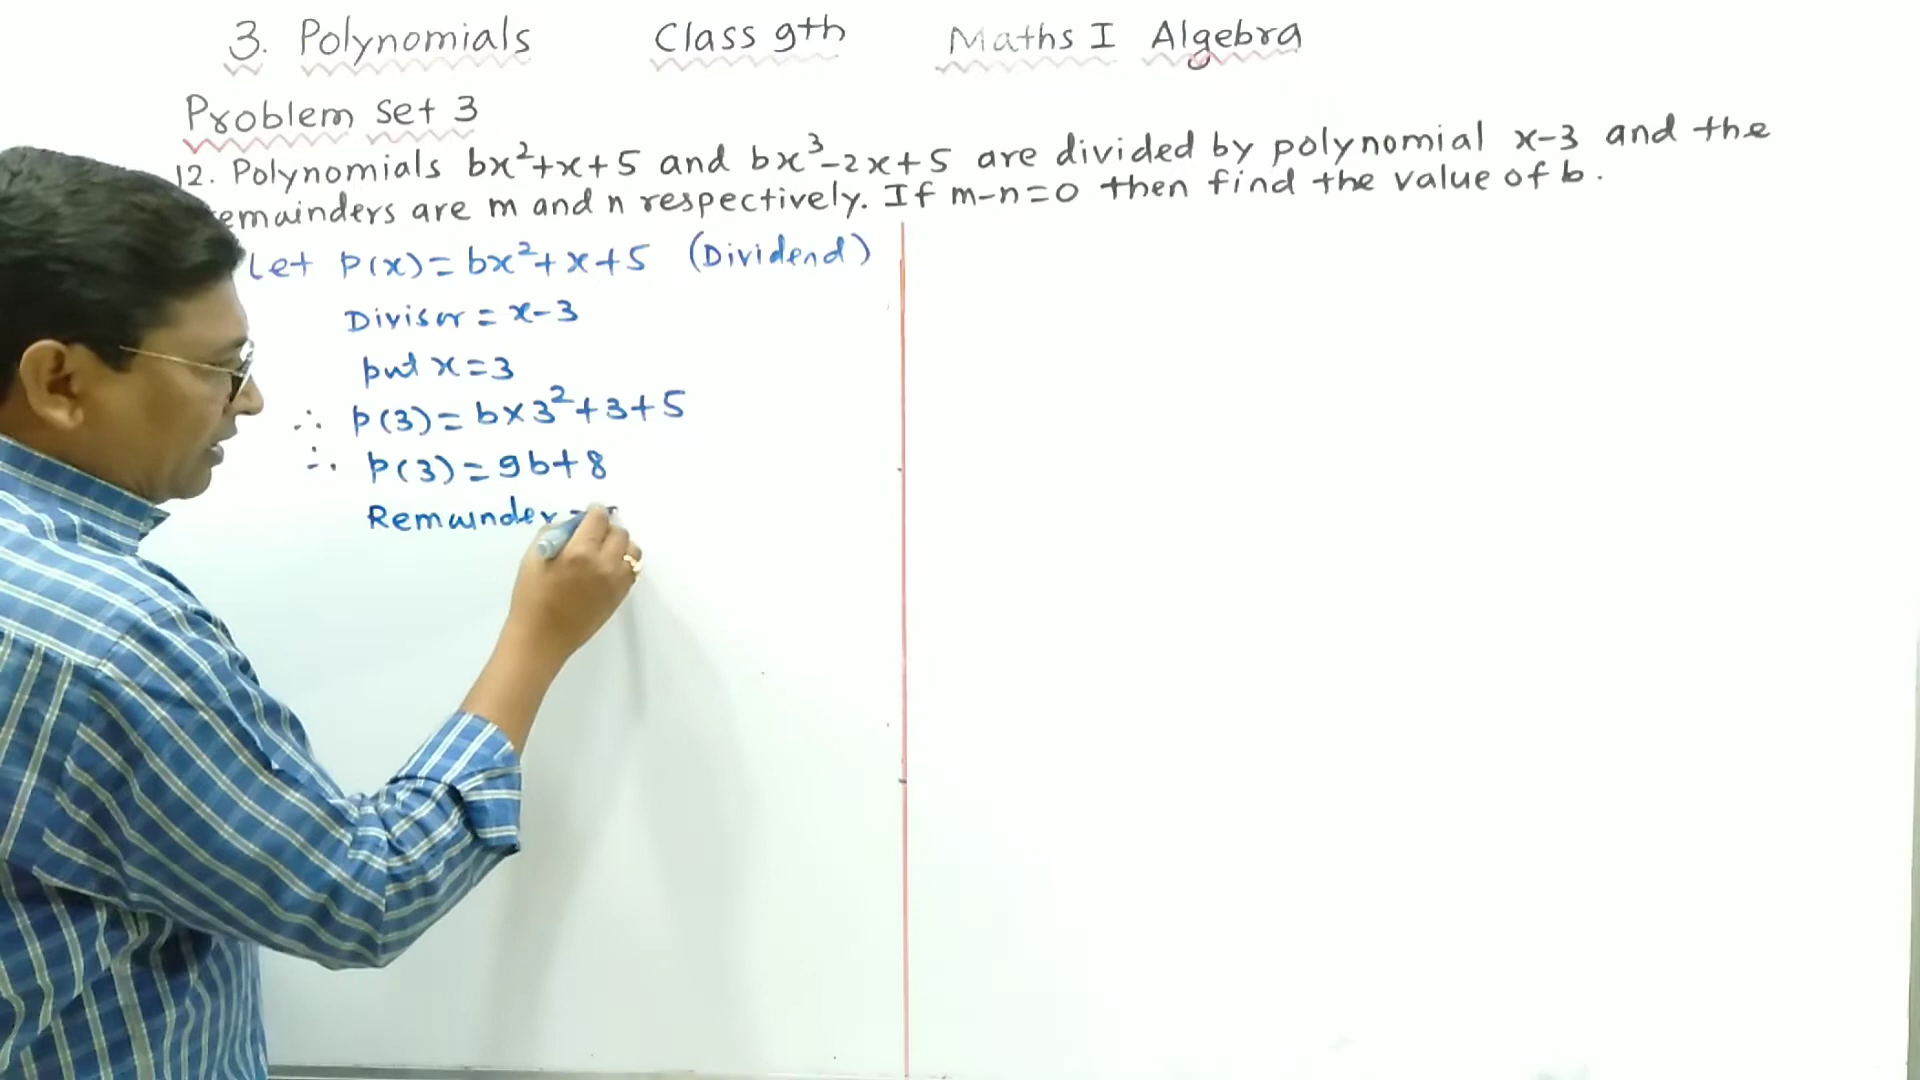 3. Polynomials Class 9th Maths I Algebra
Problem set 3
12. Polynomials bx²+x+5 and bx³-2x+5 are divided by polynomial x-3 and the
emainders are m and n respectively. If m-n=0 then find the value of b.
Let p(x)=bx²+x+5 (Dividend)
Divisor = x-3
put x=3
∴ p(3)=b×3²+3+5
∴ p(3)=9b+8
Remainder =